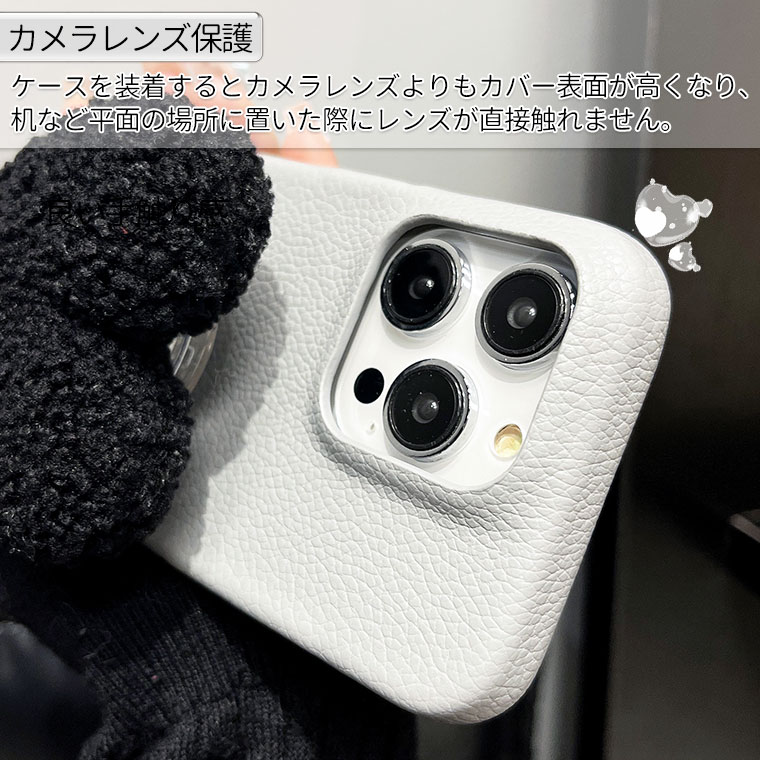 カメラレンズ保護
ケースを装着するとカメラレンズよりもカバー表面が高くなり、
机など平面の場所に置いた際にレンズが直接触れません。